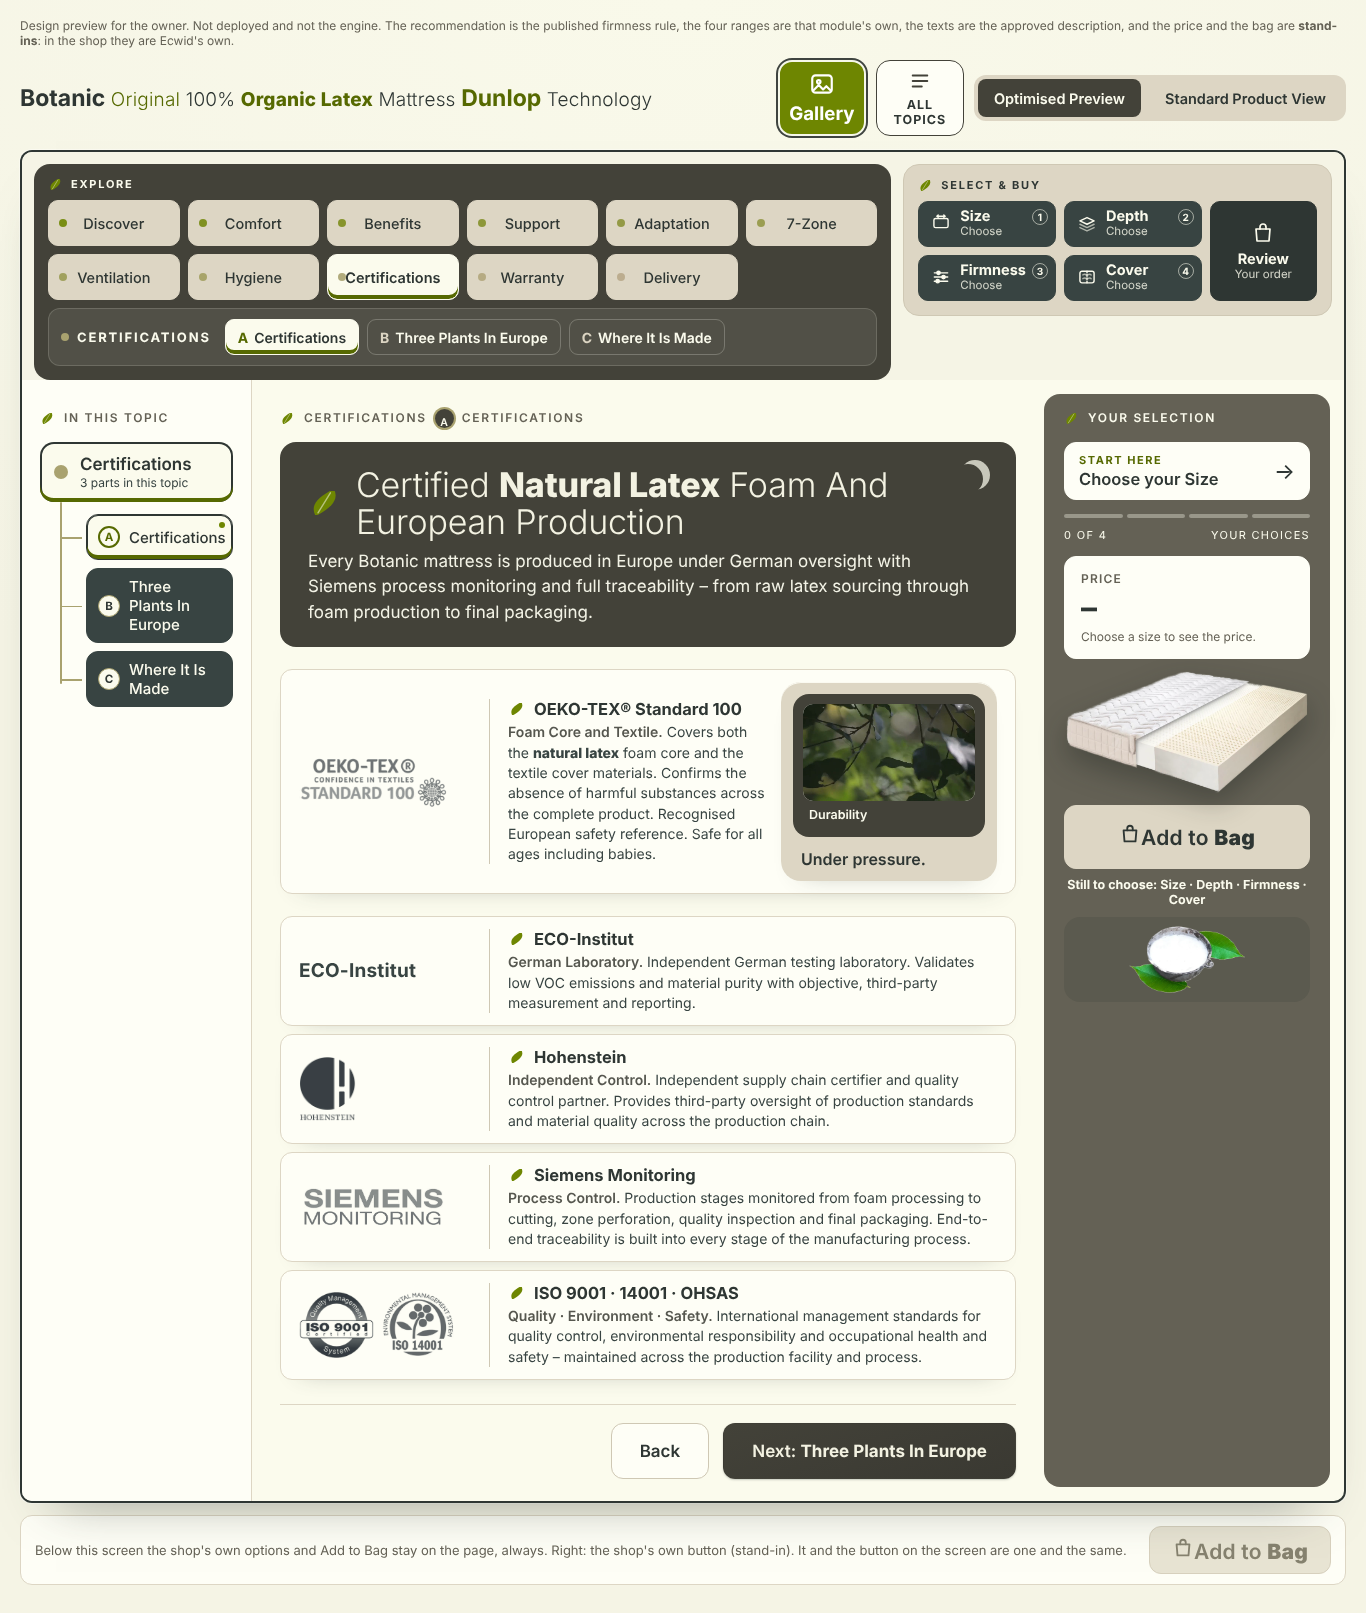 Design preview for the owner. Not deployed and not the engine. The recommendation is the published firmness rule, the four ranges are that module's own, the texts are the approved description, and the price and the bag are stand-
ins: in the shop they are Ecwid's own.
Botanic Original 100% Organic Latex Mattress Dunlop Technology
Gallery
ALL
TOPICS
Optimised Preview
Standard Product View
EXPLORE
Discover
Comfort
Benefits
Support
Adaptation
7-Zone
Ventilation
Hygiene
Certifications
Warranty
Delivery
CERTIFICATIONS
A Certifications
B Three Plants In Europe
C Where It Is Made
SELECT & BUY
Size
Choose
1
Depth
Choose
2
Firmness
Choose
3
Cover
Choose
4
Review
Your order
IN THIS TOPIC
Certifications
3 parts in this topic
A Certifications
B
Three
Plants In
Europe
C
Where It Is
Made
CERTIFICATIONS A CERTIFICATIONS
Certified Natural Latex Foam And
European Production
Every Botanic mattress is produced in Europe under German oversight with
Siemens process monitoring and full traceability – from raw latex sourcing through
foam production to final packaging.
OEKO-TEX®
CONFIDENCE IN TEXTILES
STANDARD 100
OEKO-TEX® Standard 100
Foam Core and Textile. Covers both
the natural latex foam core and the
textile cover materials. Confirms the
absence of harmful substances across
the complete product. Recognised
European safety reference. Safe for all
ages including babies.
Durability
Under pressure.
ECO-Institut
ECO-Institut
German Laboratory. Independent German testing laboratory. Validates
low VOC emissions and material purity with objective, third-party
measurement and reporting.
HOHENSTEIN
Hohenstein
Independent Control. Independent supply chain certifier and quality
control partner. Provides third-party oversight of production standards
and material quality across the production chain.
SIEMENS
MONITORING
Siemens Monitoring
Process Control. Production stages monitored from foam processing to
cutting, zone perforation, quality inspection and final packaging. End-to-
end traceability is built into every stage of the manufacturing process.
Quality Management
ISO 9001
Certified
System
ENVIRONMENTAL MANAGEMENT SYSTEM
ISO 14001
ISO 9001 · 14001 · OHSAS
Quality · Environment · Safety. International management standards for
quality control, environmental responsibility and occupational health and
safety – maintained across the production facility and process.
Back
Next: Three Plants In Europe
YOUR SELECTION
START HERE
Choose your Size
0 OF 4
YOUR CHOICES
PRICE
–
Choose a size to see the price.
Add to Bag
Still to choose: Size · Depth · Firmness ·
Cover
Below this screen the shop's own options and Add to Bag stay on the page, always. Right: the shop's own button (stand-in). It and the button on the screen are one and the same.
Add to Bag